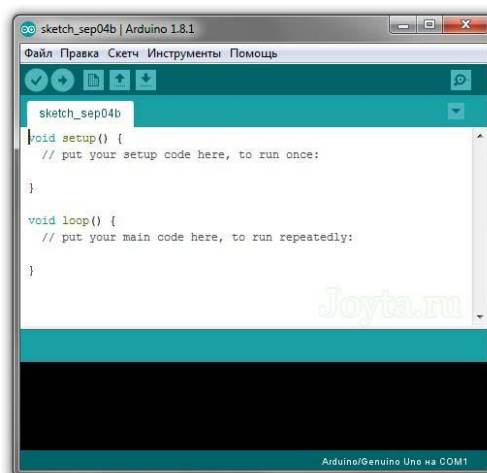 sketch_sep04b | Arduino 1.8.1
Файл Правка Скетч Инструменты Помощь
sketch_sep04b
void setup() {
// put your setup code here, to run once:
}
void loop() {
// put your main code here, to run repeatedly:
}
Joyta.ru
Arduino/Genuino Uno на COM1